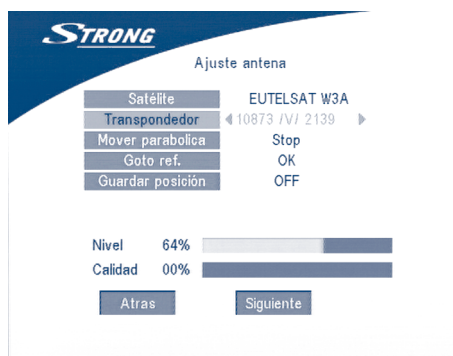 STRONG
Ajuste antena
Satélite EUTELSAT W3A
Transpondedor 10873 /V/ 2139
Mover parabolica Stop
Goto ref. OK
Guardar posición OFF
Nivel 64%
Calidad 00%
Atras Siguiente